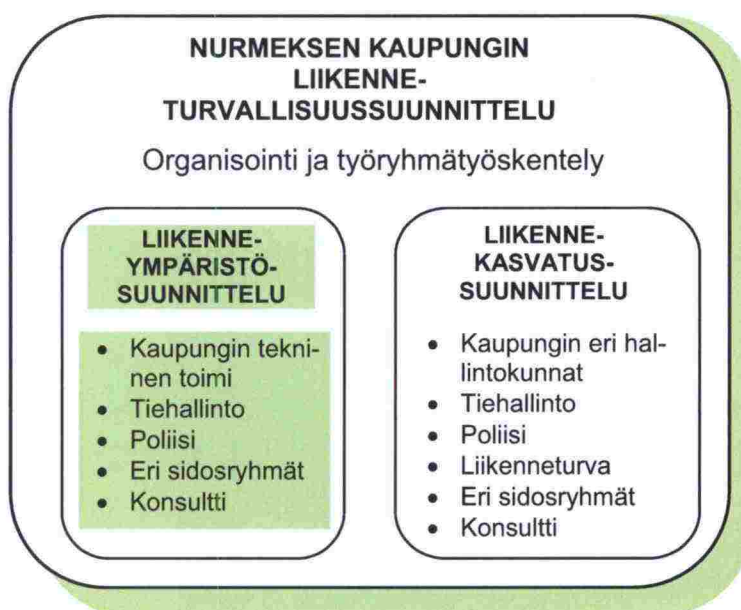 NURMEKSEN KAUPUNGIN
LIIKENNE-
TURVALLISUUSSUUNNITTELU
Organisointi ja työryhmätyöskentely
LIIKENNE-
YMPÄRISTÖ-
SUUNNITTELU
• Kaupungin tekni-
nen toimi
• Tiehallinto
• Poliisi
• Eri sidosryhmät
• Konsultti
LIIKENNE-
KASVATUS-
SUUNNITTELU
• Kaupungin eri hal-
lintokunnat
• Tiehallinto
• Poliisi
• Liikenneturva
• Eri sidosryhmät
• Konsultti